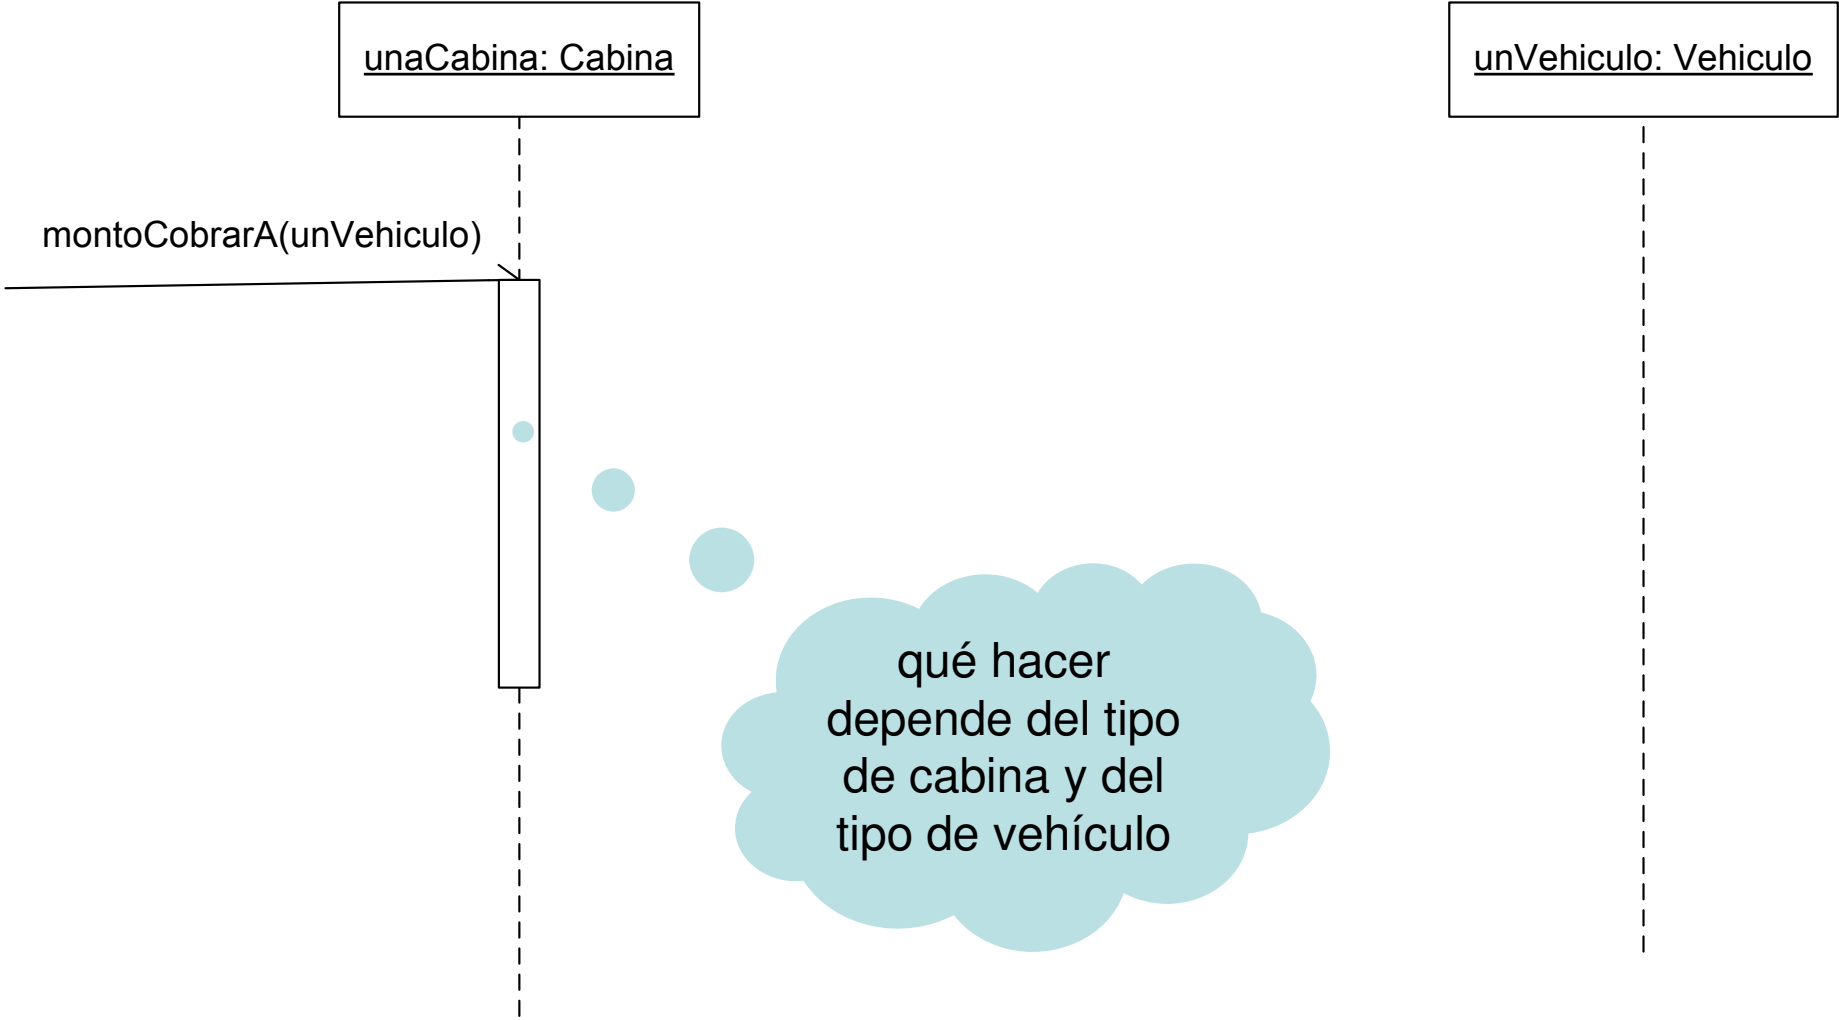 unaCabina: Cabina
unVehiculo: Vehiculo
montoCobrarA(unVehiculo)
qué hacer
depende del tipo
de cabina y del
tipo de vehículo